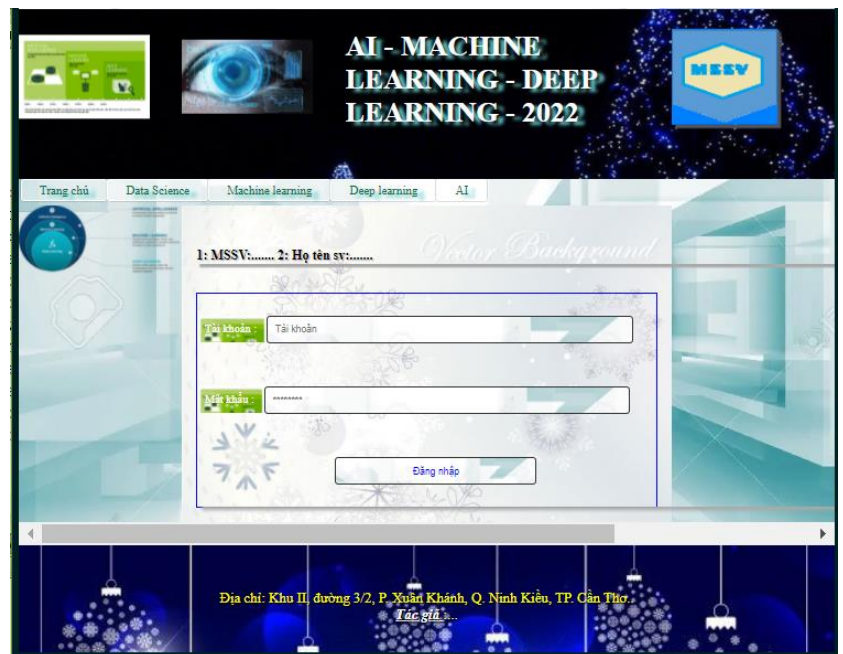 AI - MACHINE
LEARNING - DEEP
LEARNING - 2022
MSSV
Trang chủ Data Science Machine learning Deep learning AI
Vector Background
1: MSSV:....... 2: Họ tên sv:.......
Tài khoản : Tài khoản
Mật khẩu : ********
Đăng nhập
Địa chỉ: Khu II, đường 3/2, P. Xuân Khánh, Q. Ninh Kiều, TP. Cần Thơ.
Tác giả :...